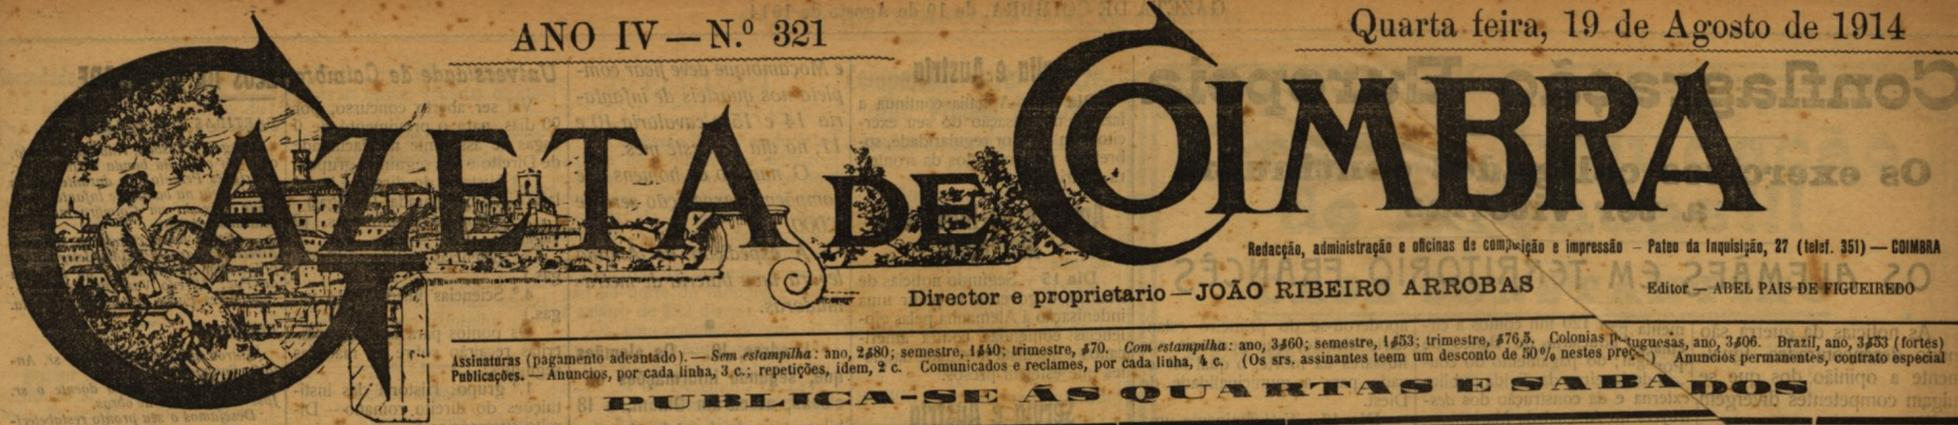 ANO IV — N.º 321
Quarta feira, 19 de Agosto de 1914
GAZETA DE COIMBRA
Redacção, administração e oficinas de composição e impressão — Pateo da Inquisição, 27 (telef. 351) — COIMBRA
Director e proprietario — JOÃO RIBEIRO ARROBAS
Editor — ABEL PAIS DE FIGUEIREDO
Assinaturas (pagamento adeantado). — Sem estampilha: ano, 2$80; semestre, 1$40; trimestre, $70. Com estampilha: ano, 3$60; semestre, 1$53; trimestre, $76,5. Colonias portuguesas, ano, 3$06. Brazil, ano, 3$53 (fortes)
Publicações. — Anuncios, por cada linha, 3 c.; repetições, idem, 2 c. Comunicados e reclames, por cada linha, 4 c. (Os srs. assinantes teem um desconto de 50% nestes preços) Anuncios permanentes, contrato especial
PUBLICA-SE ÁS QUARTAS E SABADOS